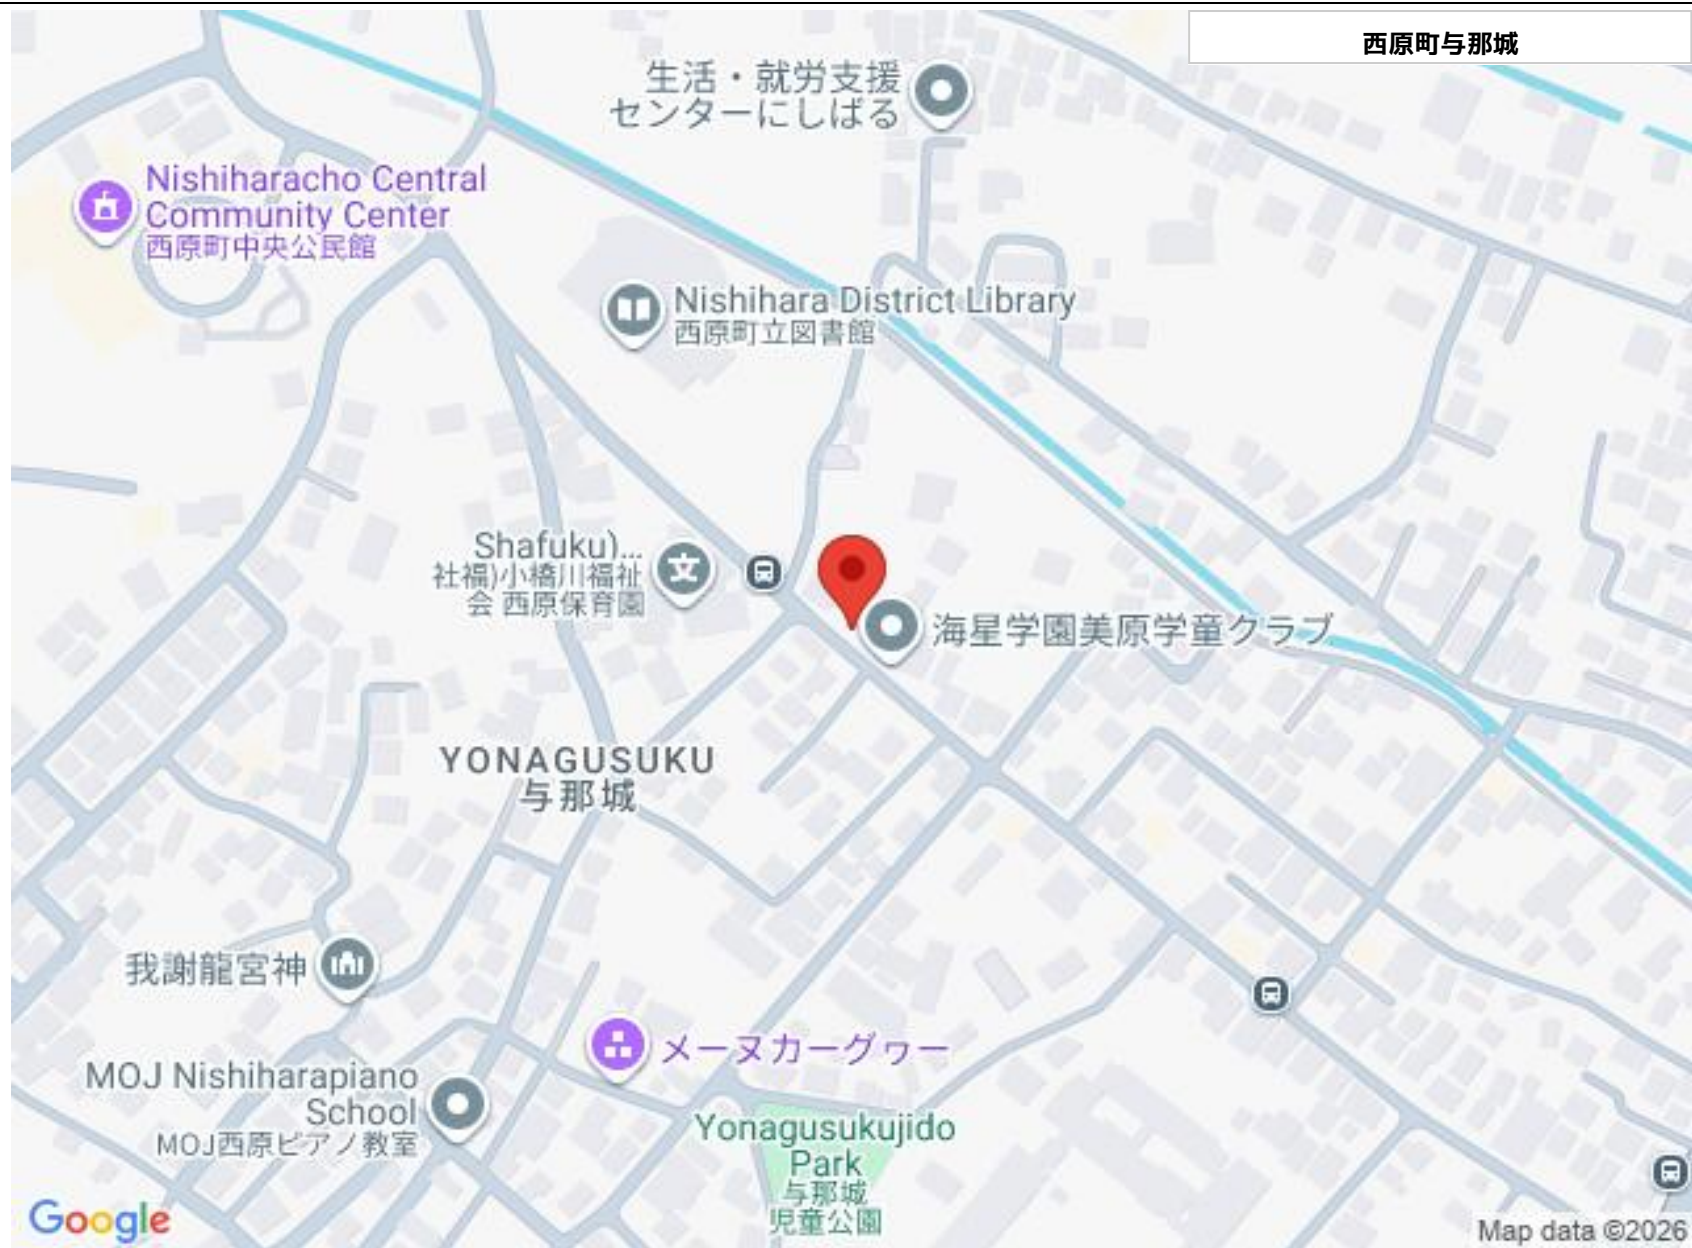 西原町与那城
生活・就労支援
センターにしばる
Nishiharacho Central
Community Center
西原町中央公民館
Nishihara District Library
西原町立図書館
Shafuku)...
社福)小橋川福祉
会 西原保育園
海星学園美原学童クラブ
YONAGUSUKU
与那城
我謝龍宮神
メーヌカーグヮー
MOJ Nishiharapiano
School
MOJ西原ピアノ教室
Yonagusukujido
Park
与那城
児童公園
Google
Map data ©2026